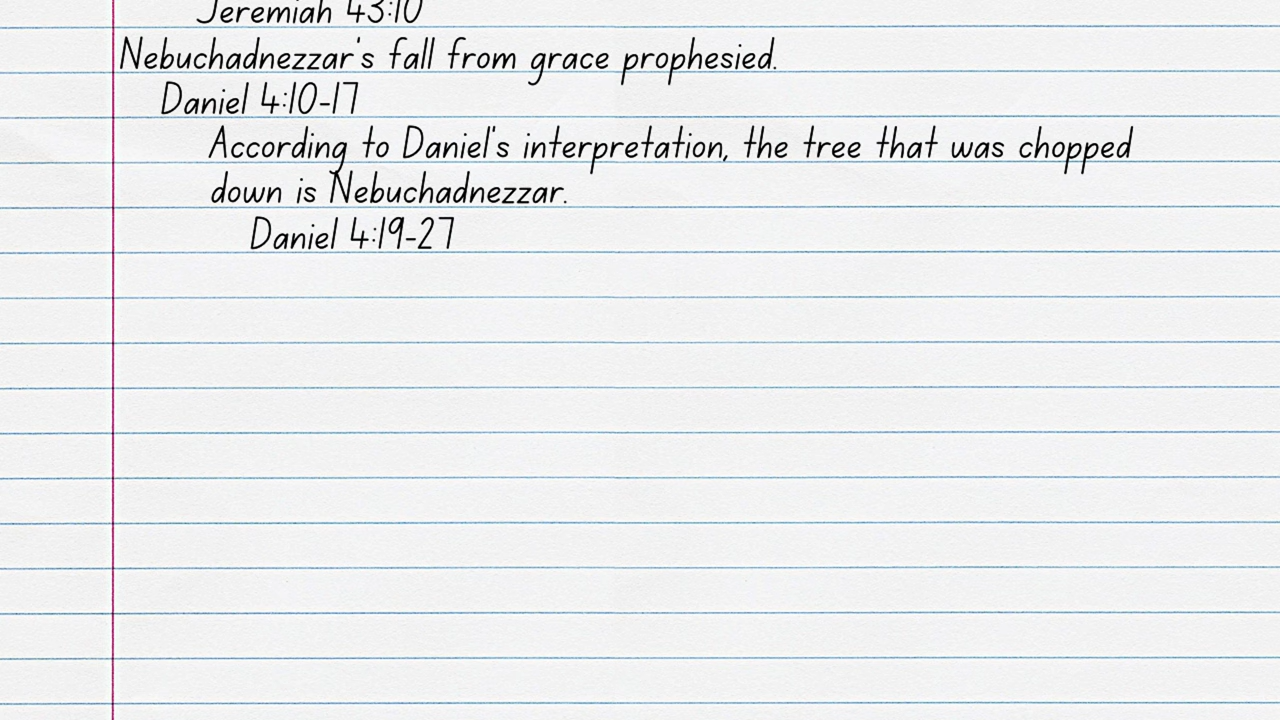 Jeremiah 43:10
Nebuchadnezzar's fall from grace prophesied.
Daniel 4:10-17
According to Daniel's interpretation, the tree that was chopped
down is Nebuchadnezzar.
Daniel 4:19-27